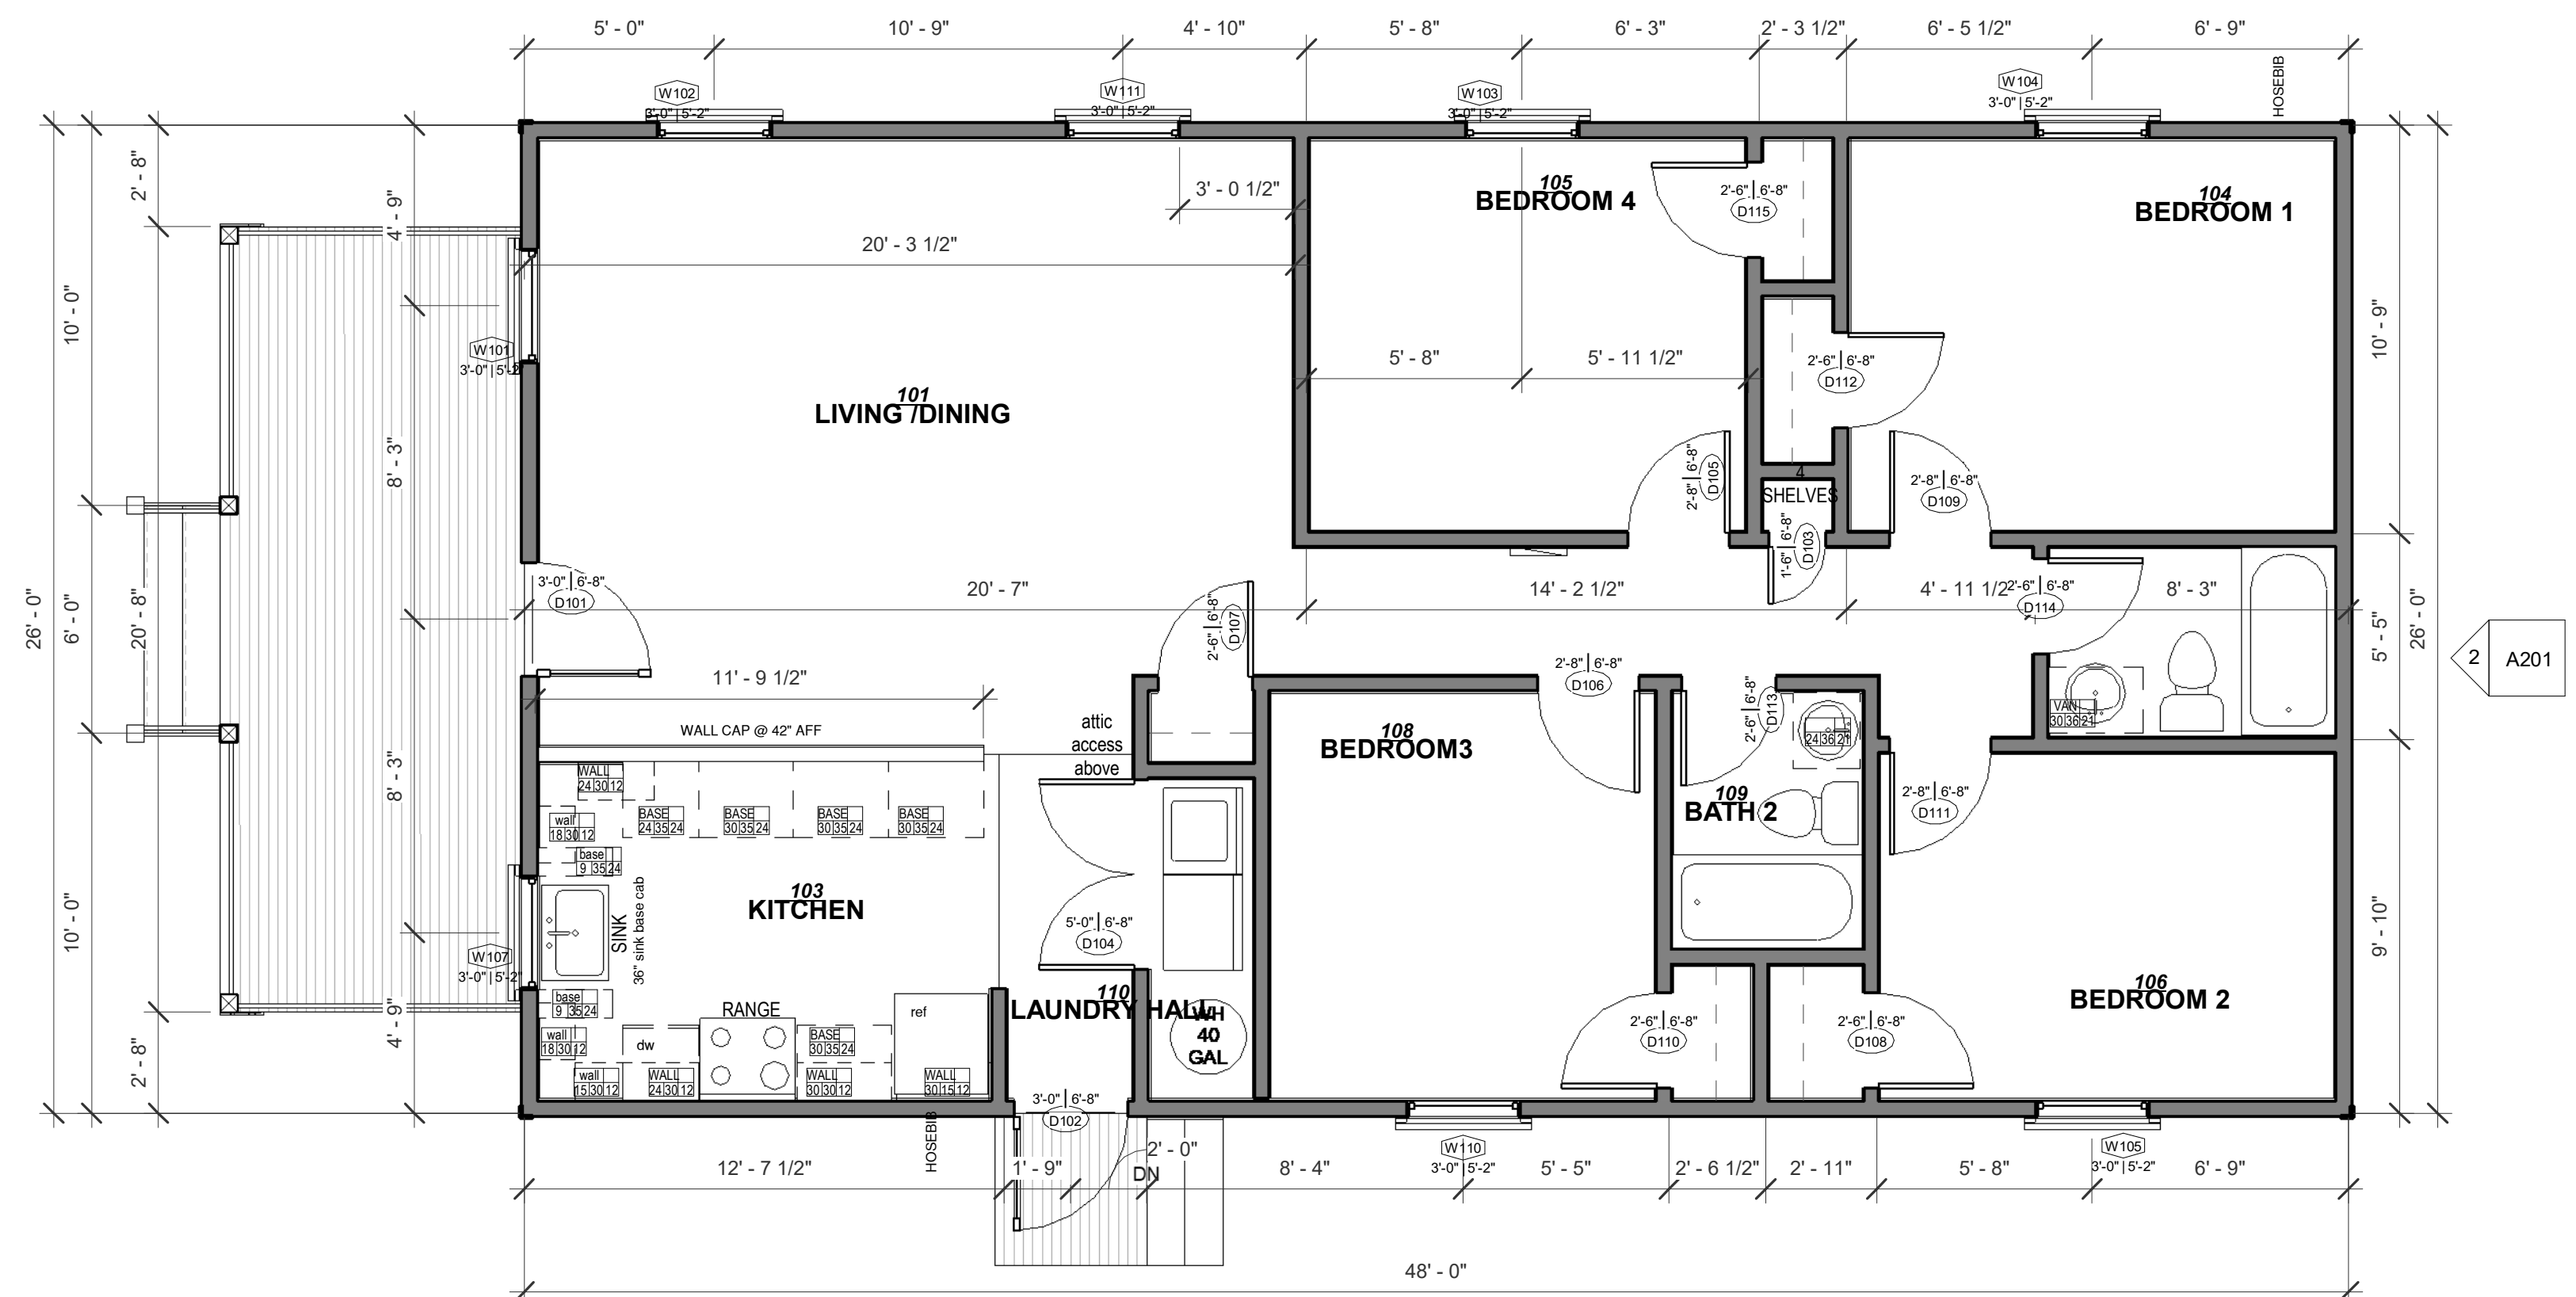 5' - 0" 10' - 9" 4' - 10" 5' - 8" 6' - 3" 2' - 3 1/2" 6' - 5 1/2" 6' - 9"
W102
3'-0" | 5'-2"
W111
3'-0" | 5'-2"
W103
3'-0" | 5'-2"
W104
3'-0" | 5'-2"
HOSEBIB
2' - 8"
4' - 9"
10' - 0"
8' - 3"
26' - 0"
6' - 0"
20' - 8"
8' - 3"
10' - 0"
4' - 9"
2' - 8"
3' - 0 1/2"
20' - 3 1/2"
W101
3'-0" | 5'-2"
101
LIVING /DINING
105
BEDROOM 4
2'-6" | 6'-8"
D115
104
BEDROOM 1
5' - 8" 5' - 11 1/2"
2'-6" | 6'-8"
D112
2'-8" | 6'-8"
D105
4
SHELVES
1'-6" | 6'-8"
D103
2'-8" | 6'-8"
D109
10' - 9"
3'-0" | 6'-8"
D101
20' - 7"
14' - 2 1/2"
4' - 11 1/2"
2'-6" | 6'-8"
D114
8' - 3"
5' - 5"
26' - 0"
2
A201
2'-6" | 6'-8"
D107
11' - 9 1/2"
WALL CAP @ 42" AFF
attic
access
above
2'-8" | 6'-8"
D106
2'-6" | 6'-8"
D113
VAN
30 36 21
24 36 21
108
BEDROOM3
109
BATH 2
2'-8" | 6'-8"
D111
WALL
24 30 12
wall
18 30 12
BASE
24 35 24
BASE
30 35 24
BASE
30 35 24
BASE
30 35 24
base
9 35 24
SINK
36" sink base cab
103
KITCHEN
5'-0" | 6'-8"
D104
W107
3'-0" | 5'-2"
base
9 35 24
wall
18 30 12
wall
15 30 12
dw
WALL
24 30 12
RANGE
BASE
30 35 24
WALL
30 30 12
ref
WALL
30 15 12
110
LAUNDRY HALL
WH
40
GAL
2'-6" | 6'-8"
D110
2'-6" | 6'-8"
D108
106
BEDROOM 2
9' - 10"
3'-0" | 6'-8"
D102
HOSEBIB
W110
3'-0" | 5'-2"
W105
3'-0" | 5'-2"
12' - 7 1/2" 1' - 9" 2' - 0" 8' - 4" 5' - 5" 2' - 6 1/2" 2' - 11" 5' - 8" 6' - 9"
DN
48' - 0"